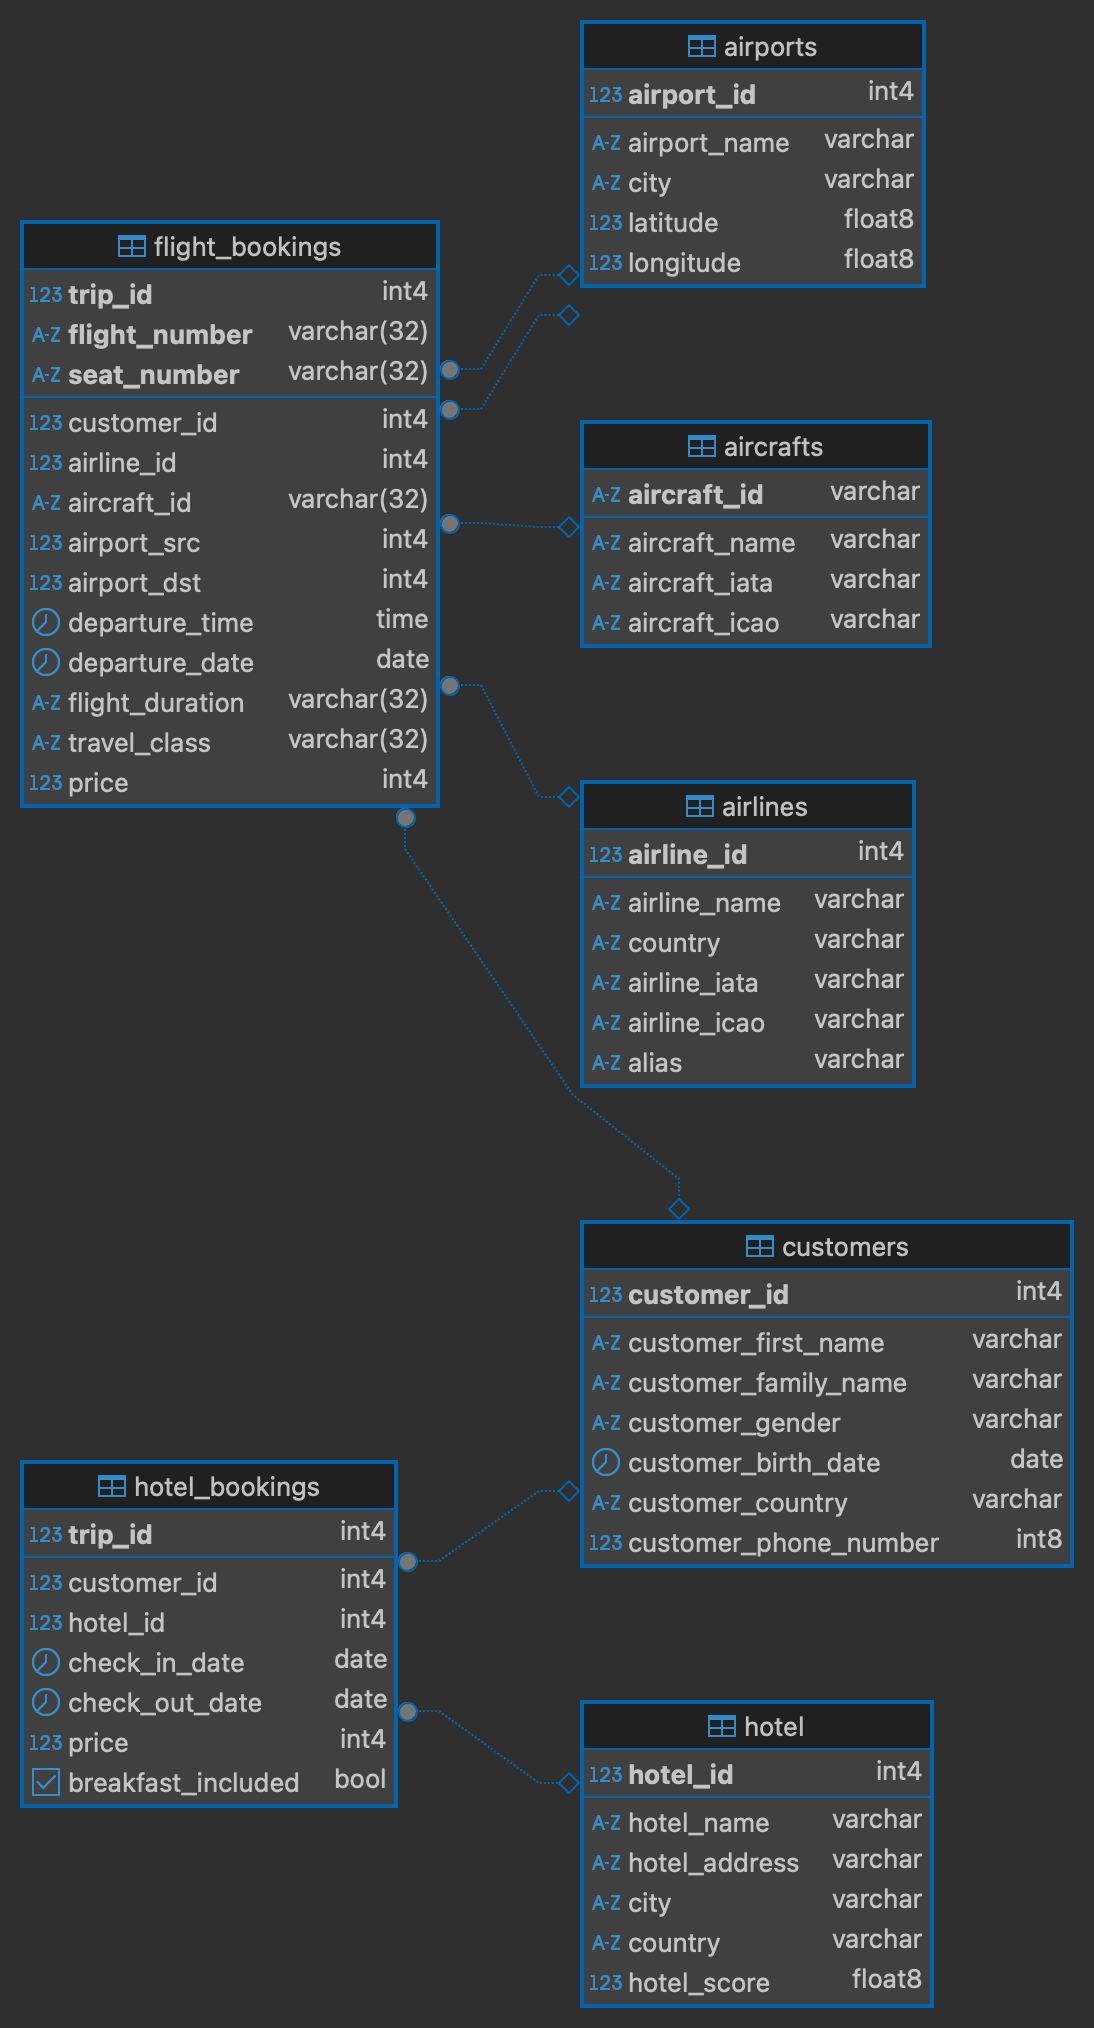 airports
123 airport_id int4
A-Z airport_name varchar
A-Z city varchar
123 latitude float8
123 longitude float8
flight_bookings
123 trip_id int4
A-Z flight_number varchar(32)
A-Z seat_number varchar(32)
123 customer_id int4
123 airline_id int4
A-Z aircraft_id varchar(32)
123 airport_src int4
123 airport_dst int4
departure_time time
departure_date date
A-Z flight_duration varchar(32)
A-Z travel_class varchar(32)
123 price int4
aircrafts
A-Z aircraft_id varchar
A-Z aircraft_name varchar
A-Z aircraft_iata varchar
A-Z aircraft_icao varchar
airlines
123 airline_id int4
A-Z airline_name varchar
A-Z country varchar
A-Z airline_iata varchar
A-Z airline_icao varchar
A-Z alias varchar
customers
123 customer_id int4
A-Z customer_first_name varchar
A-Z customer_family_name varchar
A-Z customer_gender varchar
customer_birth_date date
A-Z customer_country varchar
123 customer_phone_number int8
hotel_bookings
123 trip_id int4
123 customer_id int4
123 hotel_id int4
check_in_date date
check_out_date date
123 price int4
breakfast_included bool
hotel
123 hotel_id int4
A-Z hotel_name varchar
A-Z hotel_address varchar
A-Z city varchar
A-Z country varchar
123 hotel_score float8